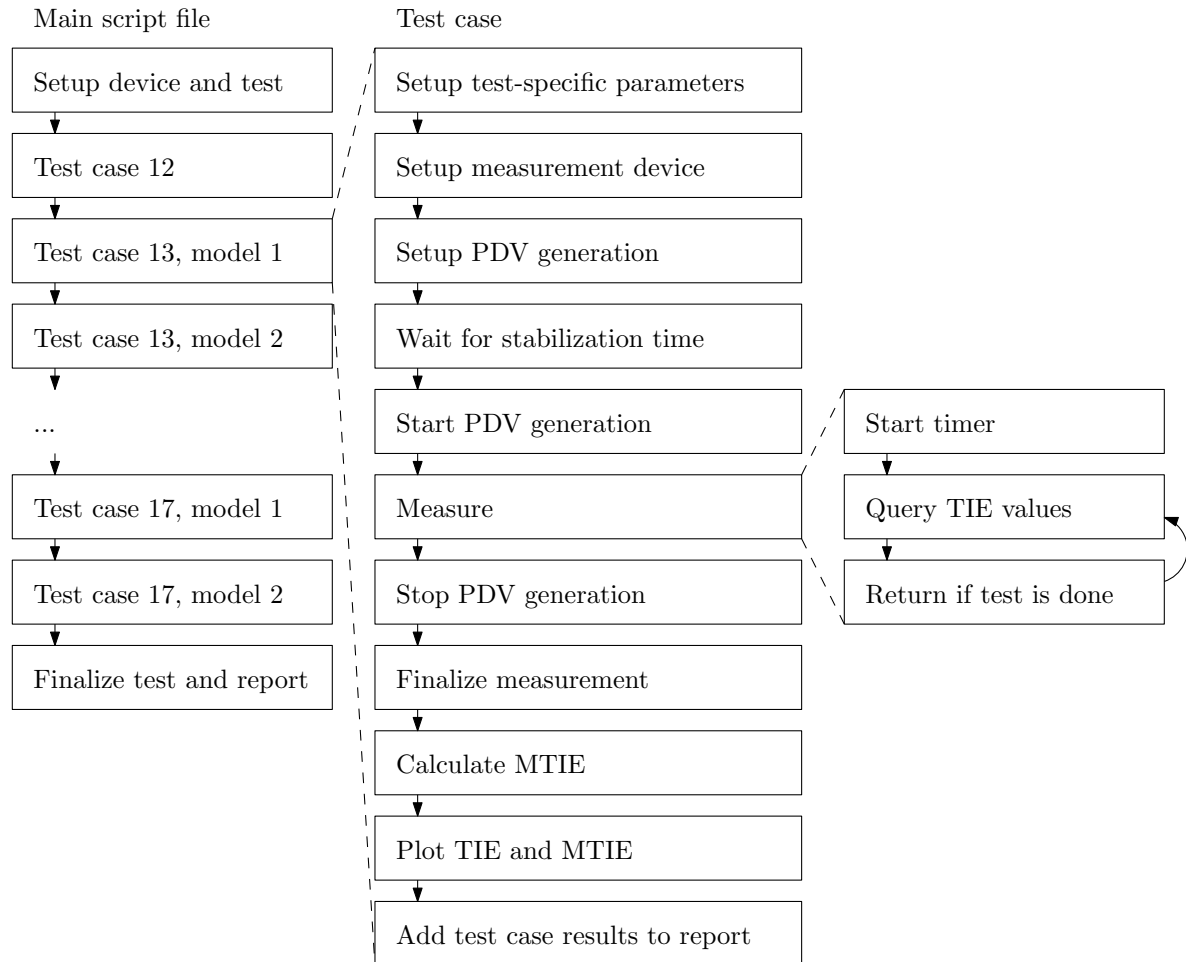 Main script file
Setup device and test
Test case 12
Test case 13, model 1
Test case 13, model 2
...
Test case 17, model 1
Test case 17, model 2
Finalize test and report
Test case
Setup test-specific parameters
Setup measurement device
Setup PDV generation
Wait for stabilization time
Start PDV generation
Measure
Stop PDV generation
Finalize measurement
Calculate MTIE
Plot TIE and MTIE
Add test case results to report
Start timer
Query TIE values
Return if test is done